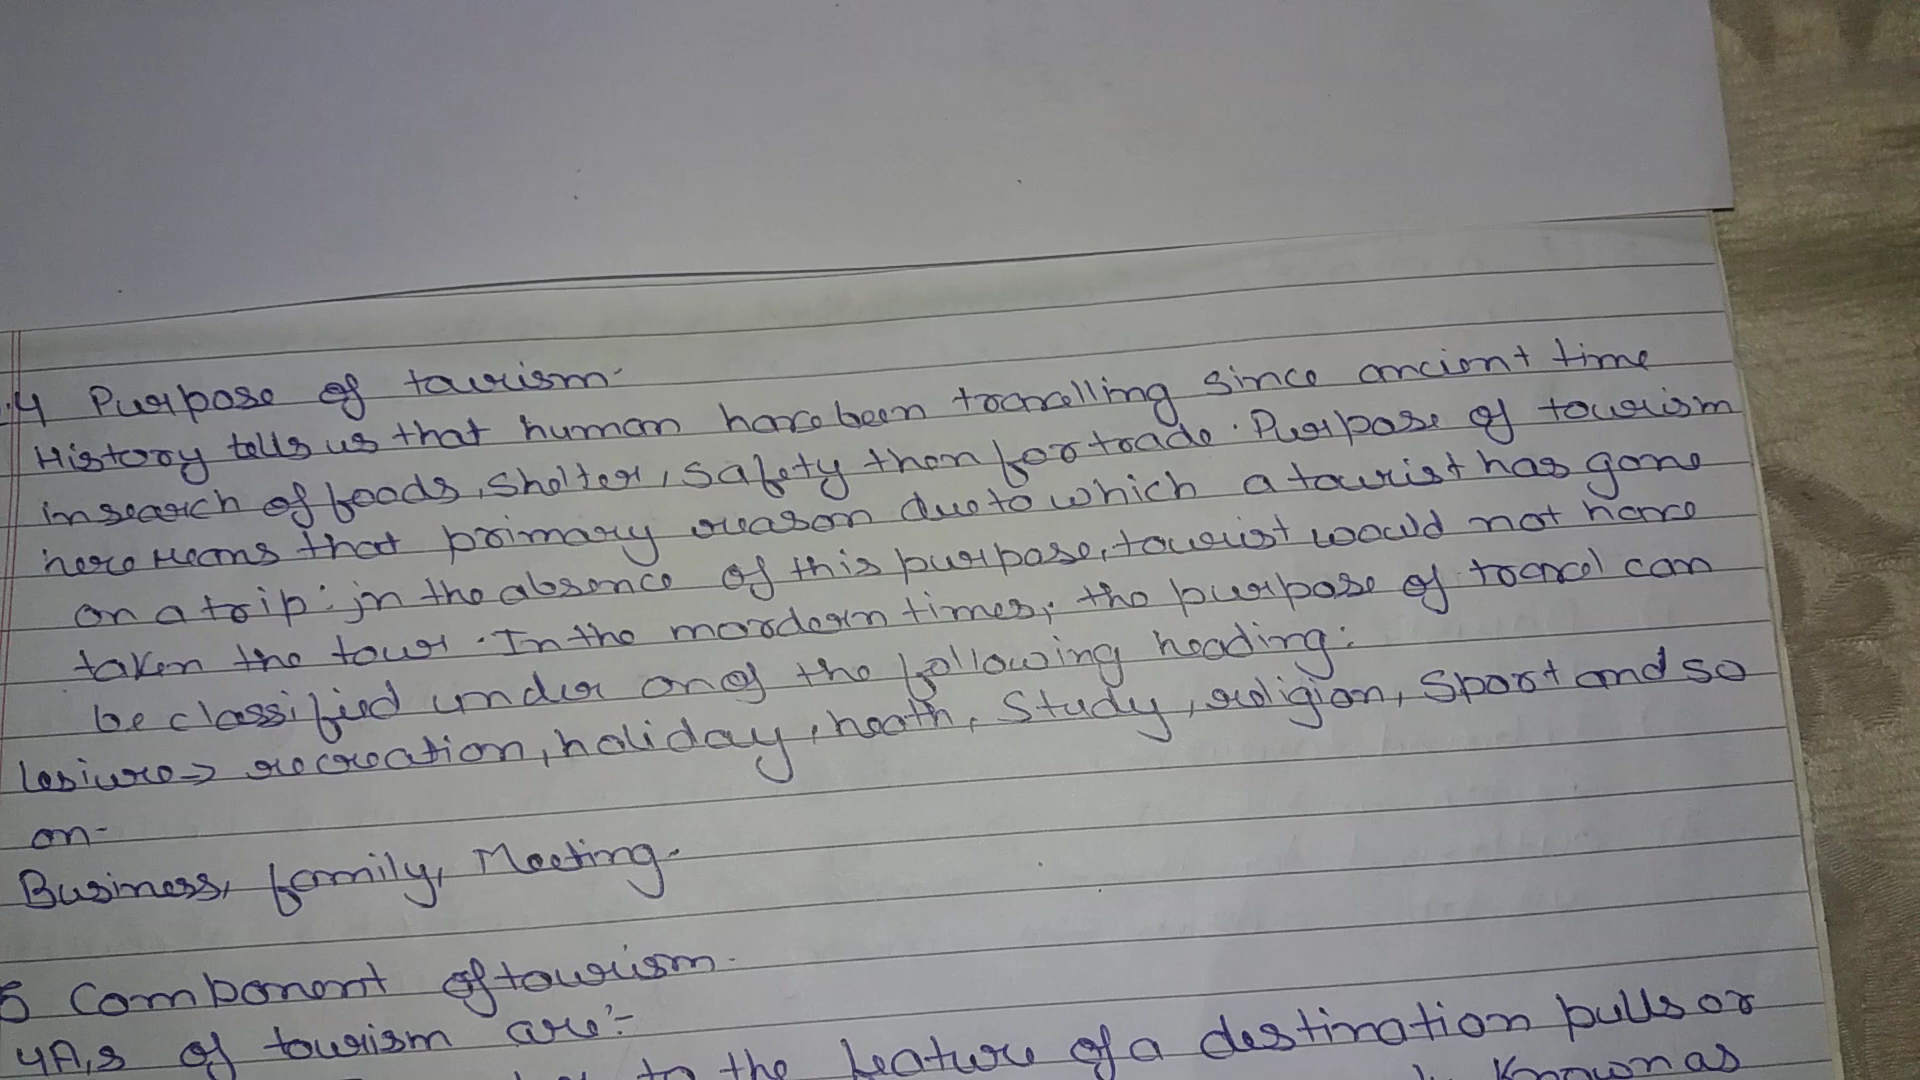 .4 Purpose of tourism.
History tells us that human have been travelling since ancient time
in search of foods, shelter, safety then for trade. Purpose of tourism
here means that primary reason due to which a tourist has gone
on a trip. in the absence of this purpose, tourist would not have
taken the tour. In the mordern times, the purpose of travel can
be classified under on of the following heading:
Lesiure → recreation, holiday, heath, Study, religion, Sport and so
on-
Business, family, Meeting.
5 Component of tourism.
4A,s of tourism are:-
to the feature of a destination pulls or
Known as